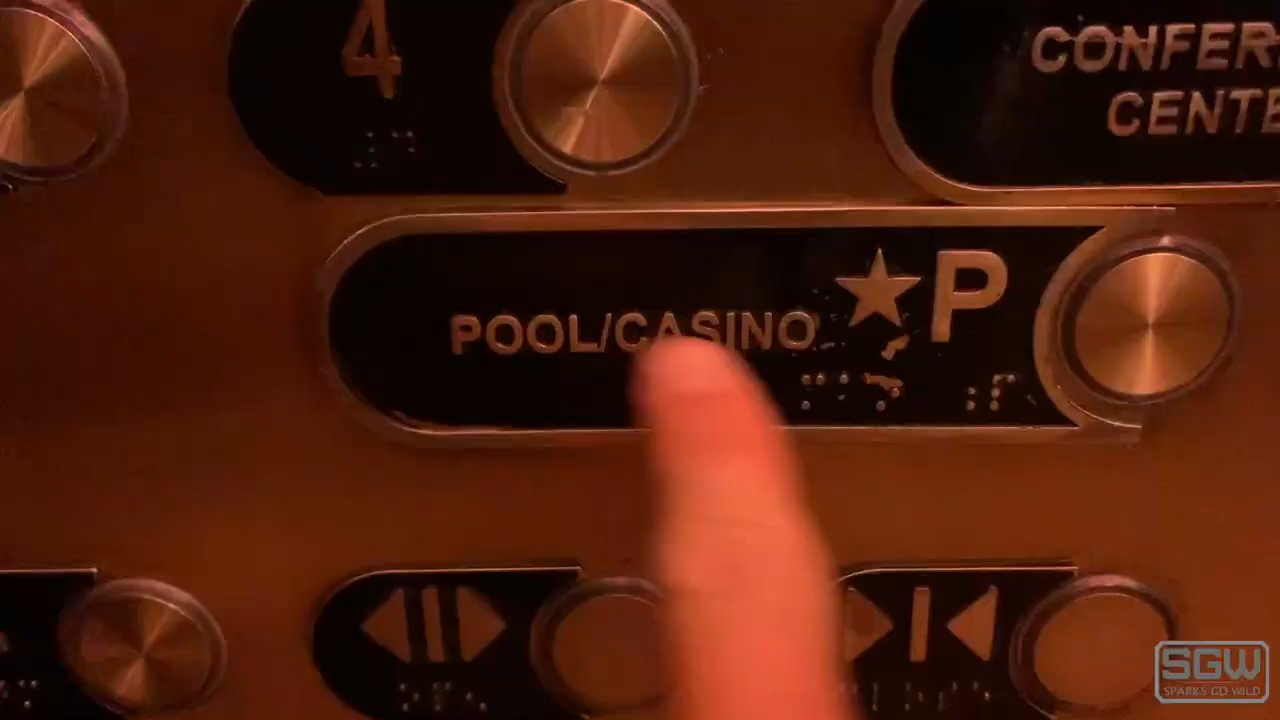 4
CONFER
CENTE
POOL/CASINO ★P
SGW
SPARKS GO WILD